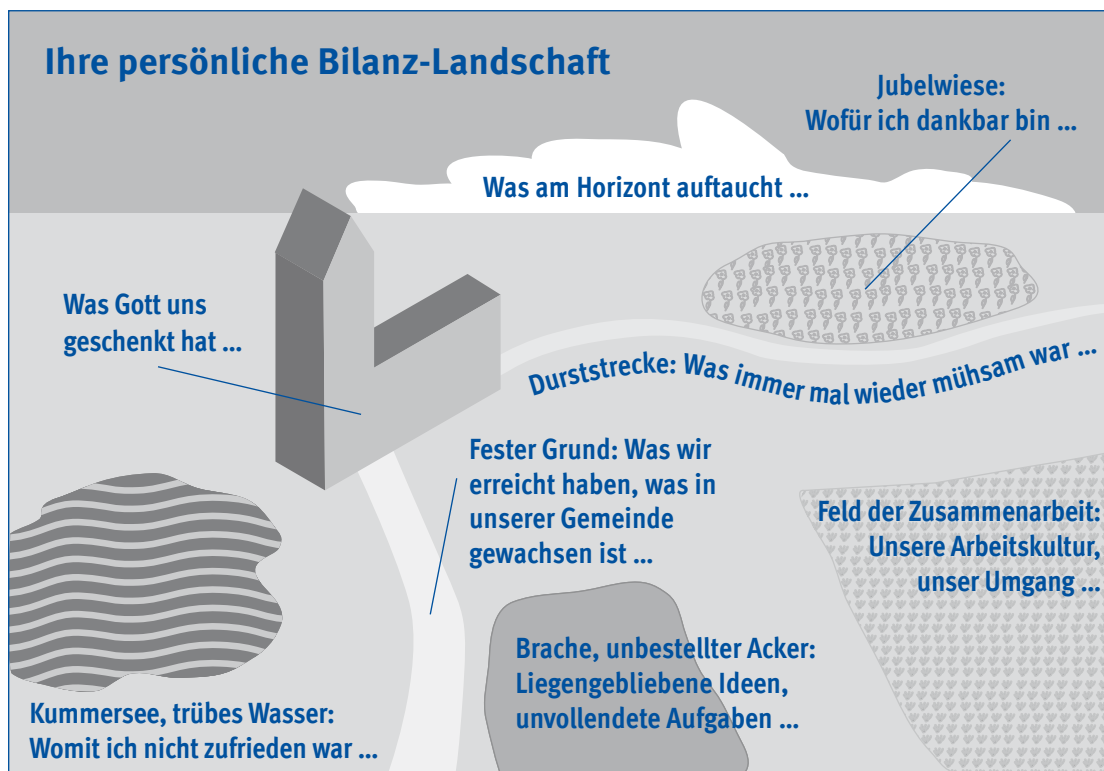 Ihre persönliche Bilanz-Landschaft
Jubelwiese:
Wofür ich dankbar bin ...
Was am Horizont auftaucht ...
Was Gott uns
geschenkt hat ...
Durststrecke: Was immer mal wieder mühsam war ...
Fester Grund: Was wir
erreicht haben, was in
unserer Gemeinde
gewachsen ist ...
Feld der Zusammenarbeit:
Unsere Arbeitskultur,
unser Umgang ...
Brache, unbestellter Acker:
Liegengebliebene Ideen,
unvollendete Aufgaben ...
Kummersee, trübes Wasser:
Womit ich nicht zufrieden war ...